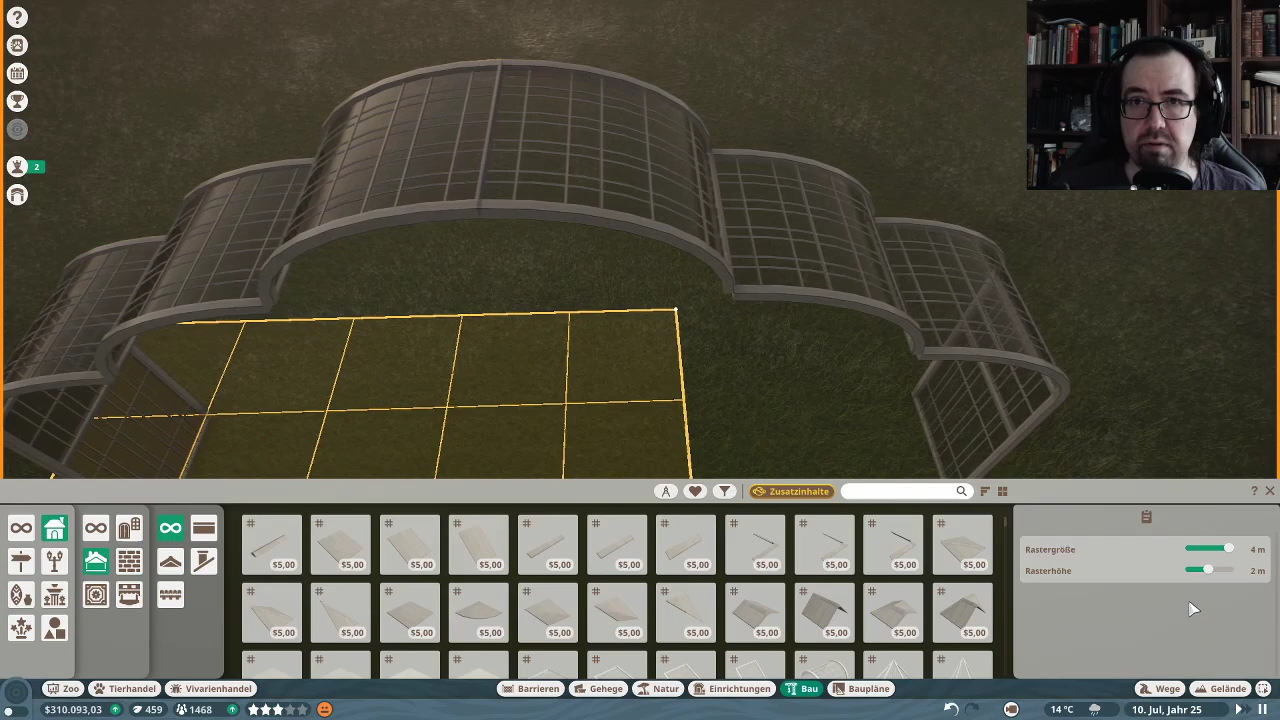 ?
2
Zusatzinhalte
? ×
$5,00 $5,00 $5,00 $5,00 $5,00 $5,00 $5,00 $5,00 $5,00 $5,00 $5,00
$5,00 $5,00 $5,00 $5,00 $5,00 $5,00 $5,00 $5,00 $5,00 $5,00 $5,00
Rastergröße 4 m
Rasterhöhe 2 m
Zoo Tierhandel Vivarienhandel Barrieren Gehege Natur Einrichtungen Bau Baupläne Wege Gelände
$310.093,03 459 1468 14 °C 10. Jul, Jahr 25